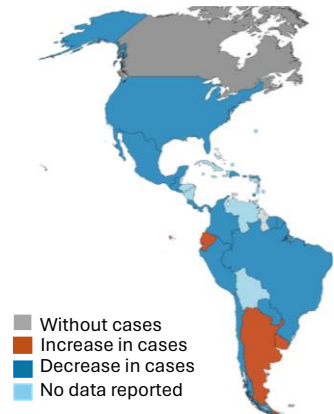 Without cases
Increase in cases
Decrease in cases
No data reported